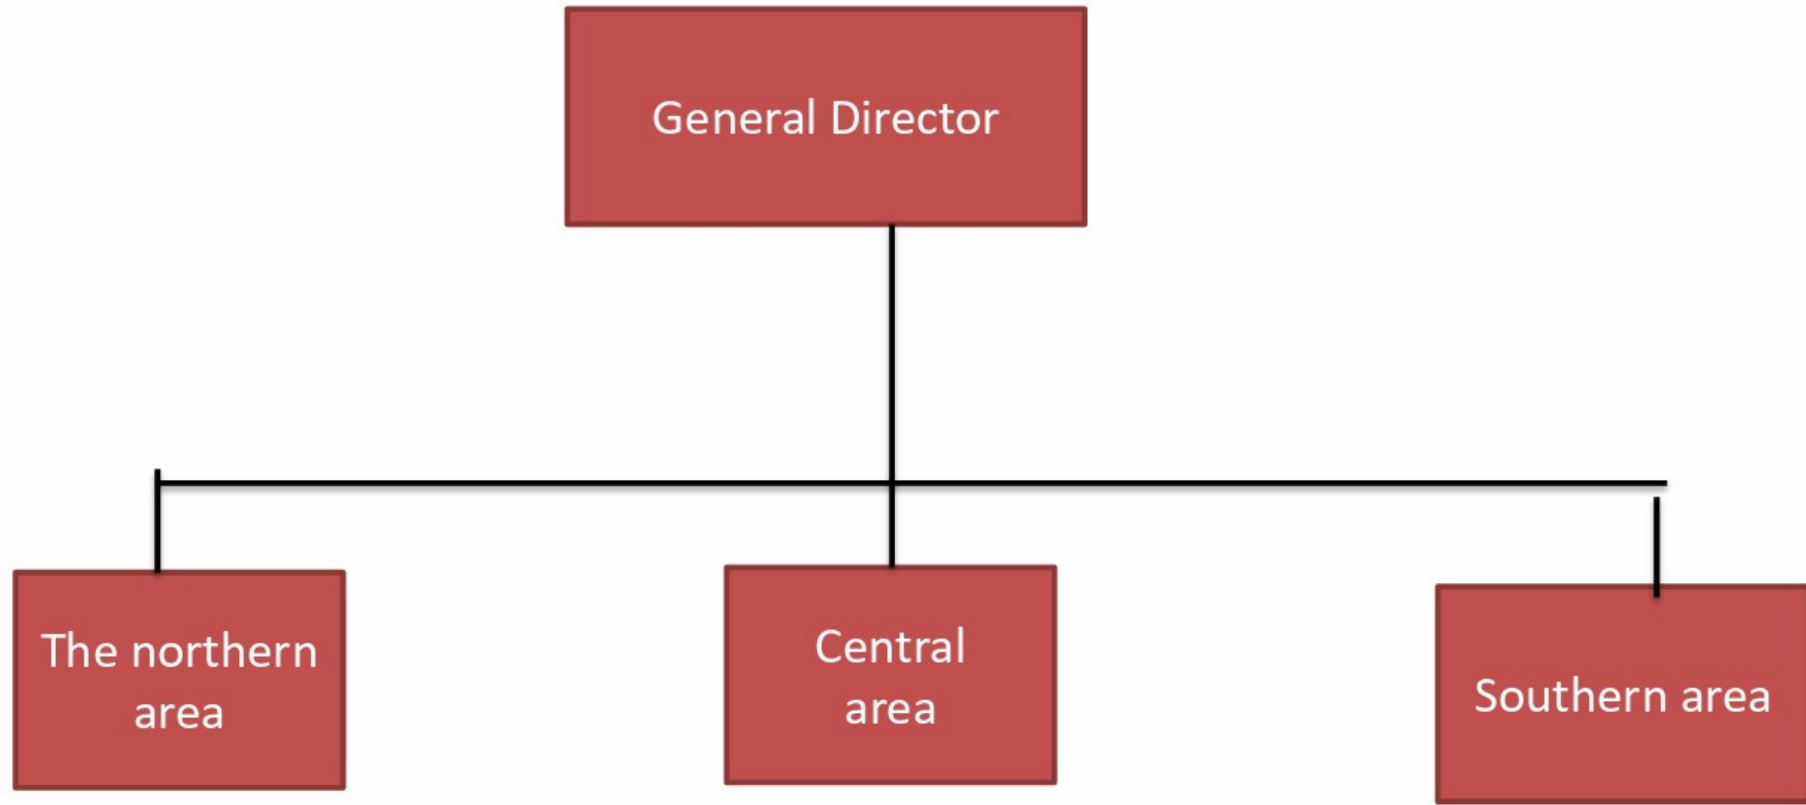 General Director
The northern
area
Central
area
Southern area